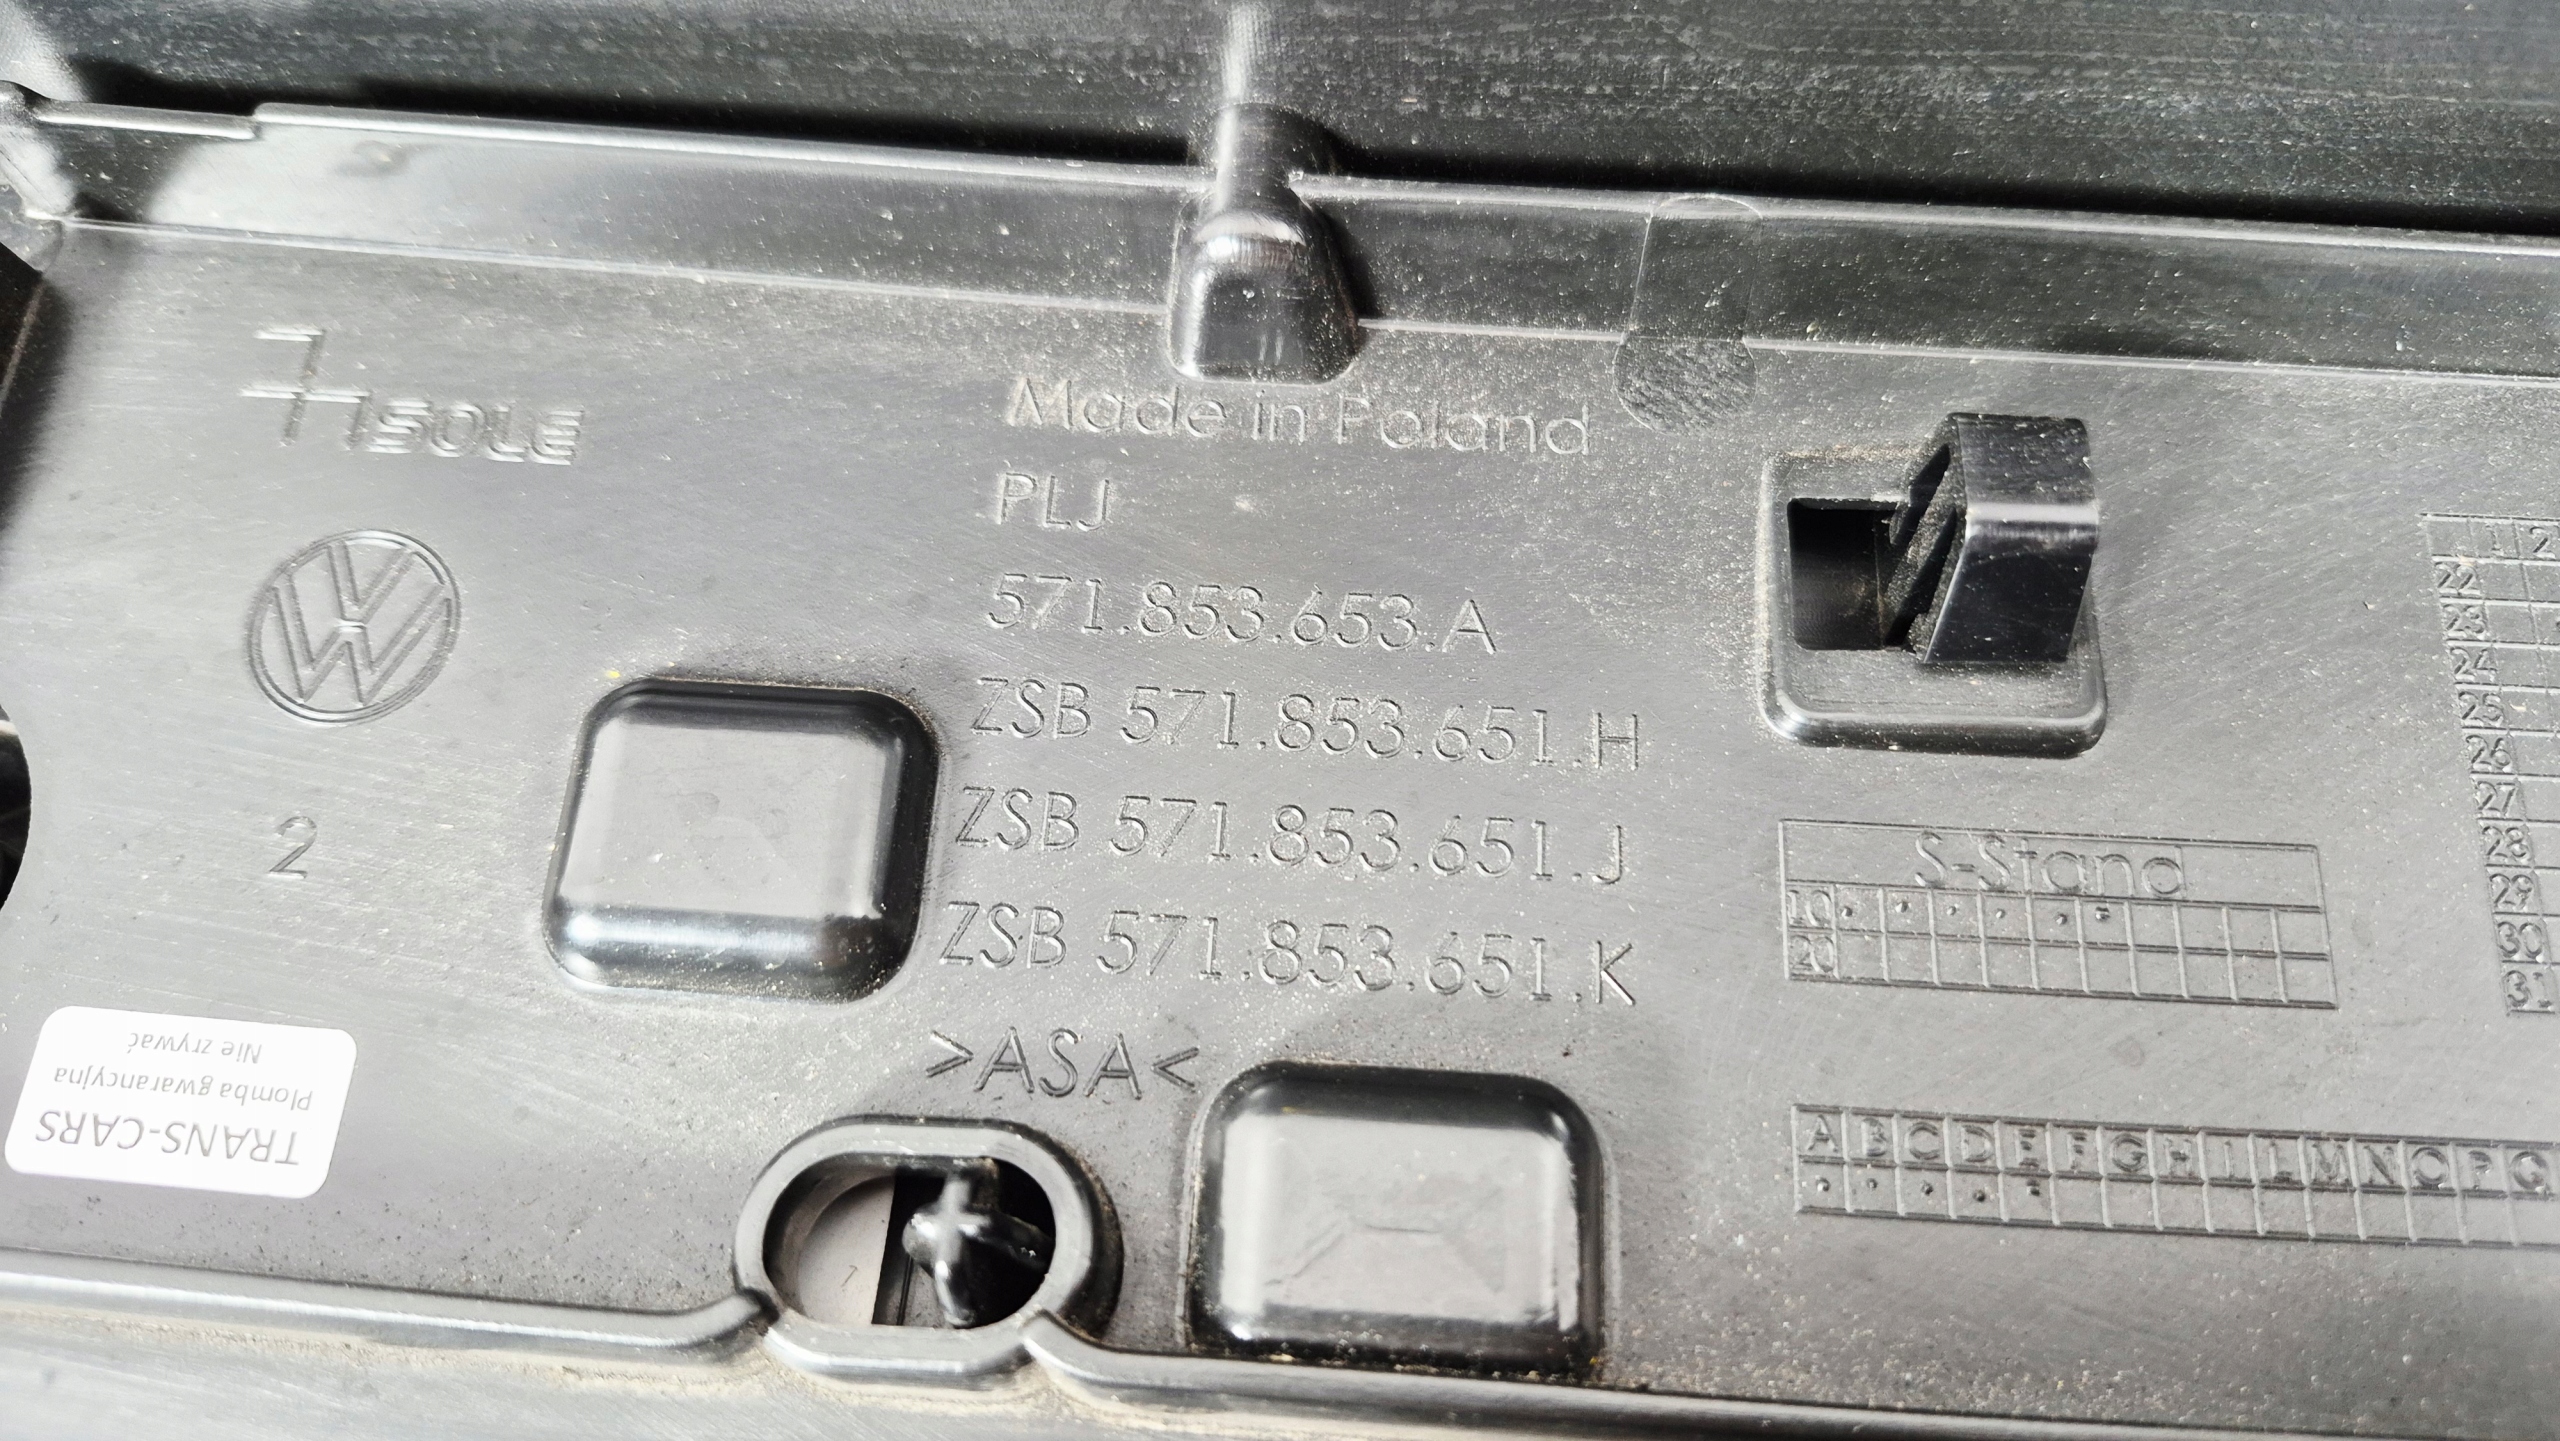 ISOLE
Made in Poland
PLJ
571.853.653.A
ZSB 571.853.651.H
2
ZSB 571.853.651.J
ZSB 571.853.651.K
>ASA<
TRANS-CARS
Plomba gwarancyjna
Nie zrywać
S-Stand
10
20
A B C D E F G H I L M N O P Q
1 2
22
23
24
25
26
27
28
29
30
31